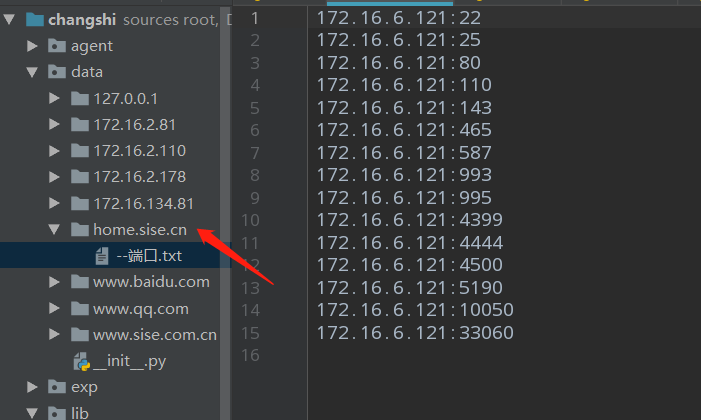 changshi sources root, D
agent
data
127.0.0.1
172.16.2.81
172.16.2.110
172.16.2.178
172.16.134.81
home.sise.cn
--端口.txt
www.baidu.com
www.qq.com
www.sise.com.cn
__init__.py
exp
lib
1 172.16.6.121:22
2 172.16.6.121:25
3 172.16.6.121:80
4 172.16.6.121:110
5 172.16.6.121:143
6 172.16.6.121:465
7 172.16.6.121:587
8 172.16.6.121:993
9 172.16.6.121:995
10 172.16.6.121:4399
11 172.16.6.121:4444
12 172.16.6.121:4500
13 172.16.6.121:5190
14 172.16.6.121:10050
15 172.16.6.121:33060
16